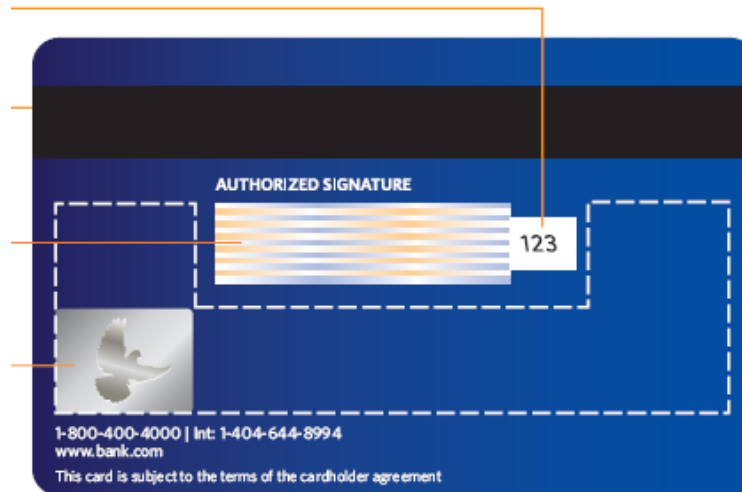 AUTHORIZED SIGNATURE
123
1-800-400-4000 | Int: 1-404-644-8994
www.bank.com
This card is subject to the terms of the cardholder agreement